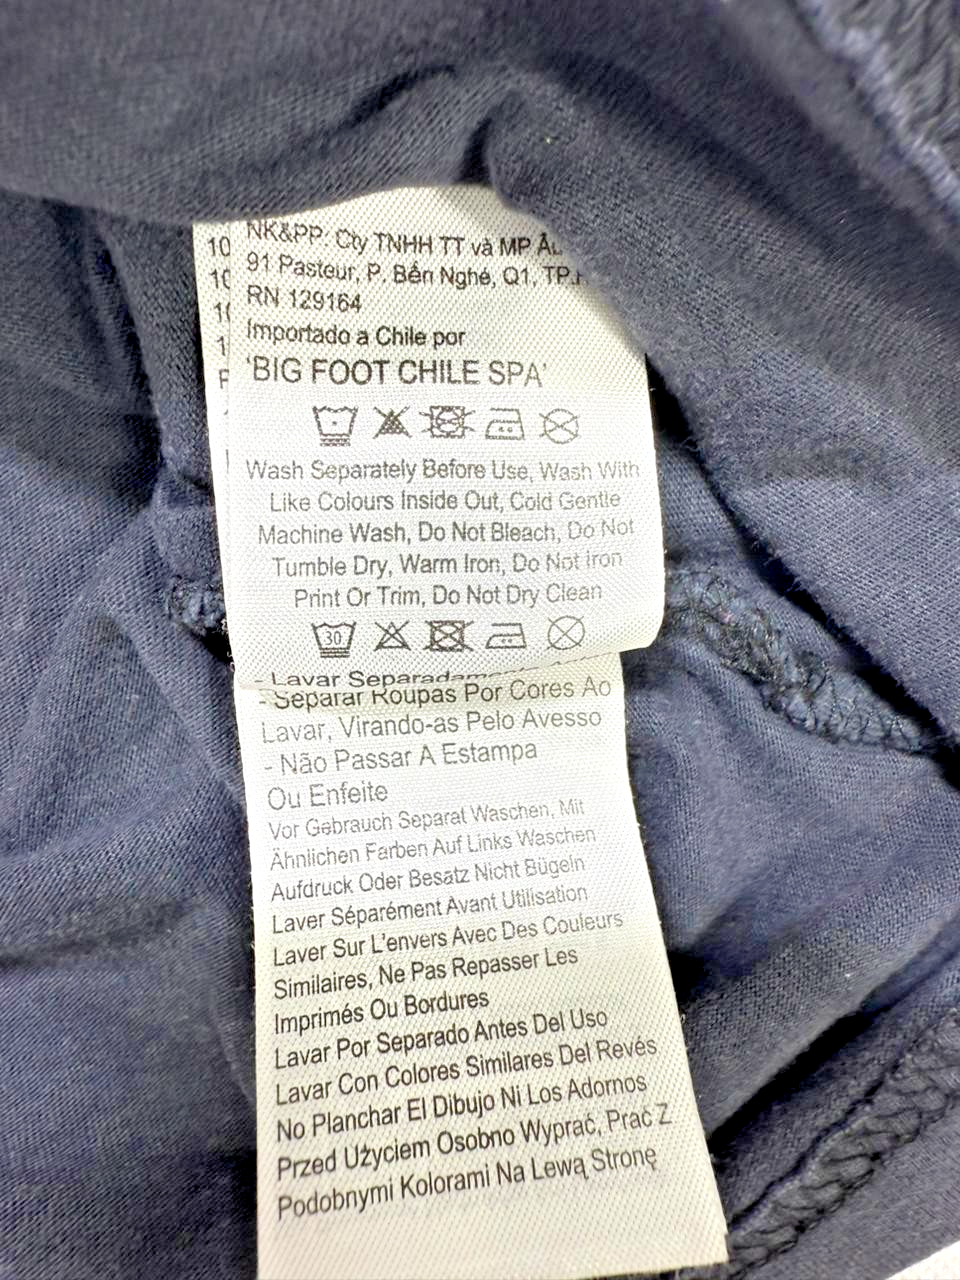 NK&PP: Cty TNHH TT và MP
91 Pasteur, P. Bến Nghé, Q1,
RN 129164
Importado a Chile por
'BIG FOOT CHILE SPA'
Wash Separately Before Use, Wash With
Like Colours Inside Out, Cold Gentle
Machine Wash, Do Not Bleach, Do Not
Tumble Dry, Warm Iron, Do Not Iron
Print Or Trim, Do Not Dry Clean
30
- Lavar
- Separar Roupas Por Cores Ao
Lavar, Virando-as Pelo Avesso
- Não Passar A Estampa
Ou Enfeite
Vor Gebrauch Separat Waschen, Mit
Ähnlichen Farben Auf Links Waschen
Aufdruck Oder Besatz Nicht Bügeln
Laver Séparément Avant Utilisation
Laver Sur L'envers Avec Des Couleurs
Similaires, Ne Pas Repasser Les
Imprimés Ou Bordures
Lavar Por Separado Antes Del Uso
Lavar Con Colores Similares Del Revés
No Planchar El Dibujo Ni Los Adornos
Przed Użyciem Osobno Wyprać, Prać Z
Podobnymi Kolorami Na Lewą Stronę